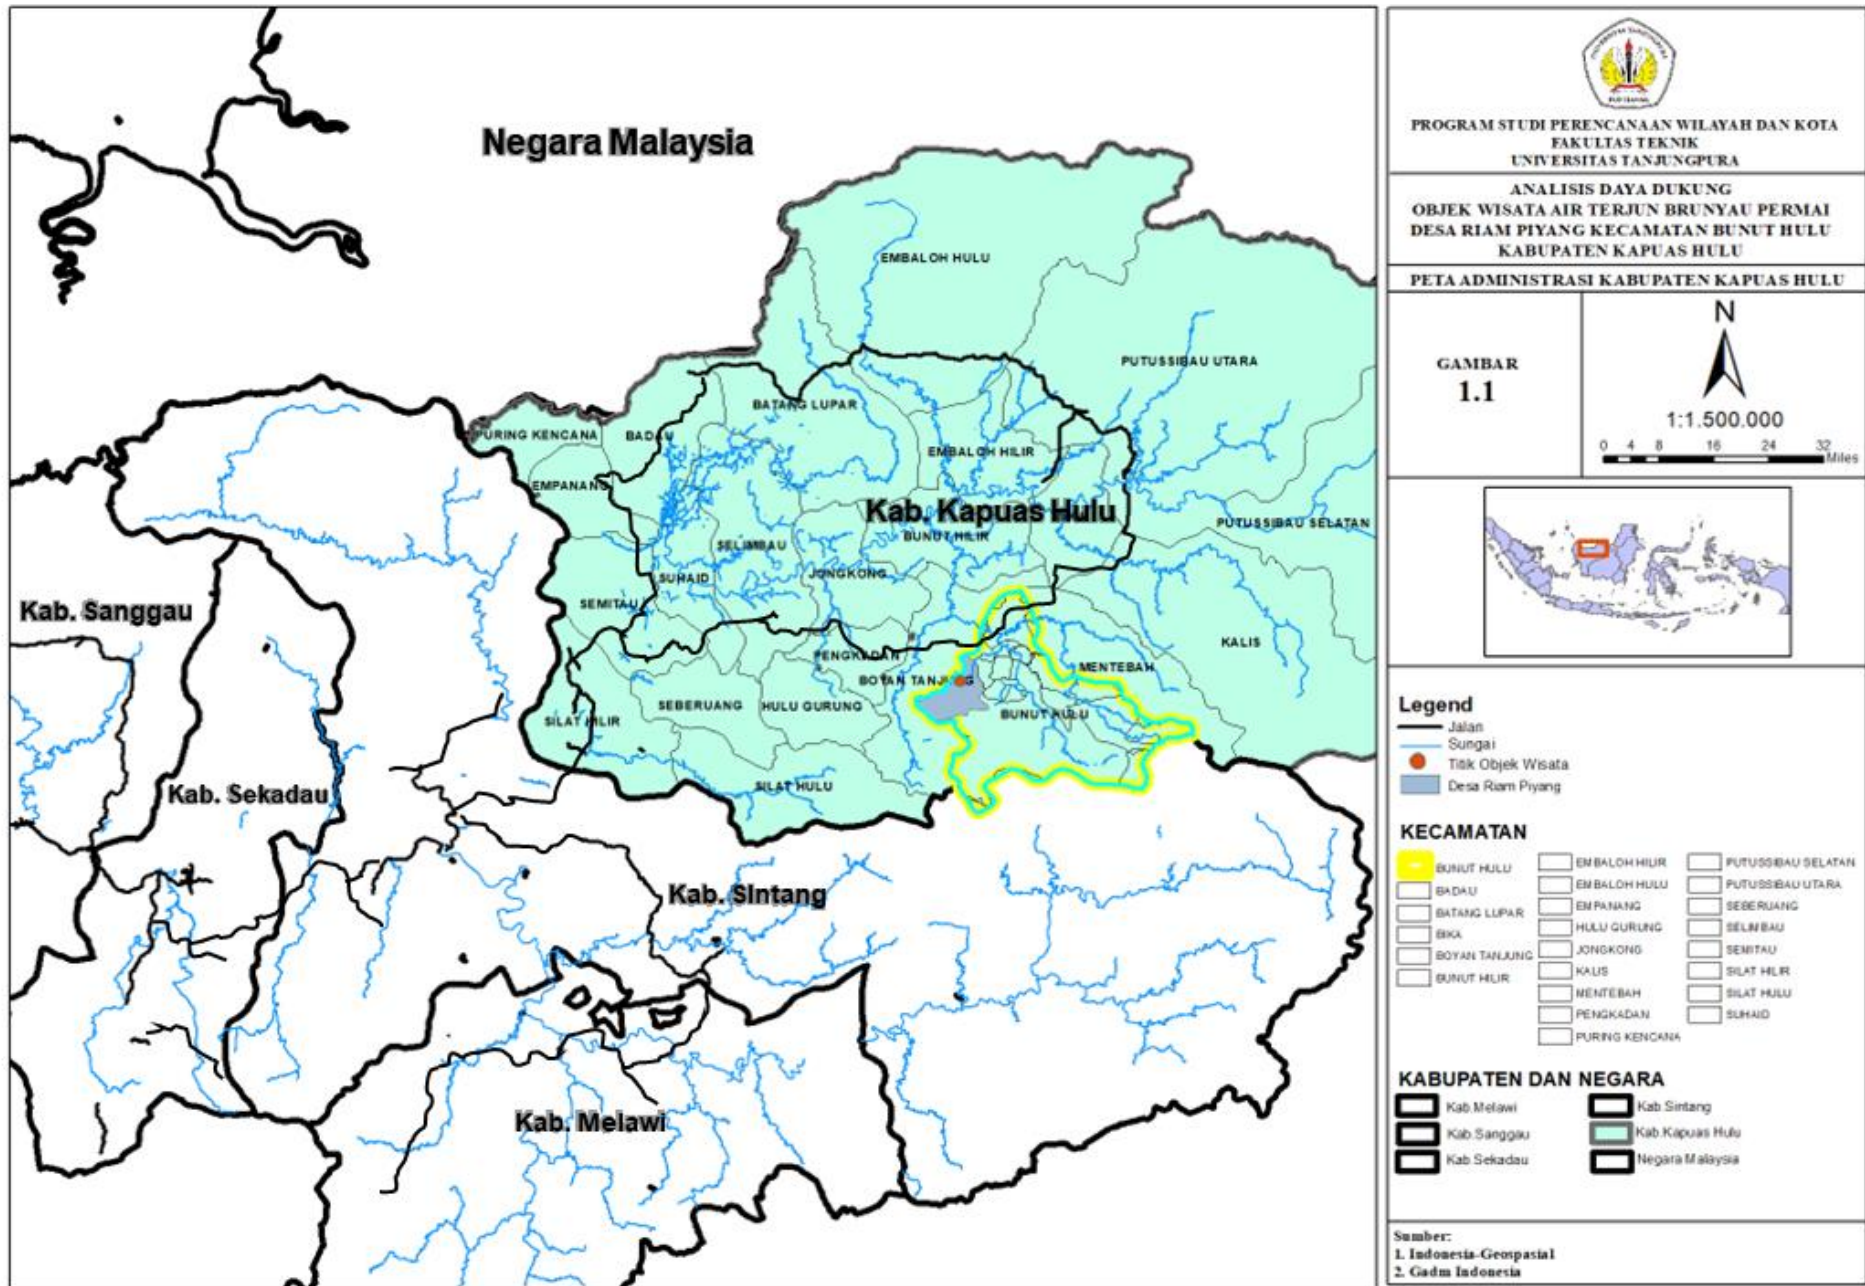 Negara Malaysia
EMBALOH HULU
PUTUSSIBAU UTARA
BATANG LUPAR
PURING KENCANA
BADAU
EMBALOH HILIR
EMPANANG
Kab. Kapuas Hulu
PUTUSSIBAU SELATAN
BUNUT HILIR
SELIMBAU
JONGKONG
SUHAID
SEMITAU
Kab. Sanggau
KALIS
PENGKADAN
MENTEBAH
BOYAN TANJUNG
SEBERUANG
HULU GURUNG
BUNUT HULU
SILAT HILIR
SILAT HULU
Kab. Sekadau
Kab. Sintang
Kab. Melawi
PROGRAM STUDI PERENCANAAN WILAYAH DAN KOTA
FAKULTAS TEKNIK
UNIVERSITAS TANJUNGPURA
ANALISIS DAYA DUKUNG
OBJEK WISATA AIR TERJUN BRUNYAU PERMAI
DESA RIAM PIYANG KECAMATAN BUNUT HULU
KABUPATEN KAPUAS HULU
PETA ADMINISTRASI KABUPATEN KAPUAS HULU
GAMBAR
1.1
N
1:1.500.000
0 4 8 16 24 32
Miles
Legend
Jalan
Sungai
Titik Objek Wisata
Desa Riam Piyang
KECAMATAN
BUNUT HULU
BADAU
BATANG LUPAR
BIKA
BOYAN TANJUNG
BUNUT HILIR
EMBALOH HILIR
EMBALOH HULU
EMPANANG
HULU GURUNG
JONGKONG
KALIS
MENTEBAH
PENGKADAN
PURING KENCANA
PUTUSSIBAU SELATAN
PUTUSSIBAU UTARA
SEBERUANG
SELIMBAU
SEMITAU
SILAT HILIR
SILAT HULU
SUHAID
KABUPATEN DAN NEGARA
Kab.Melawi
Kab.Sanggau
Kab.Sekadau
Kab.Sintang
Kab.Kapuas Hulu
Negara Malaysia
Sumber:
1. Indonesia-Geospasial
2. Gadm Indonesia